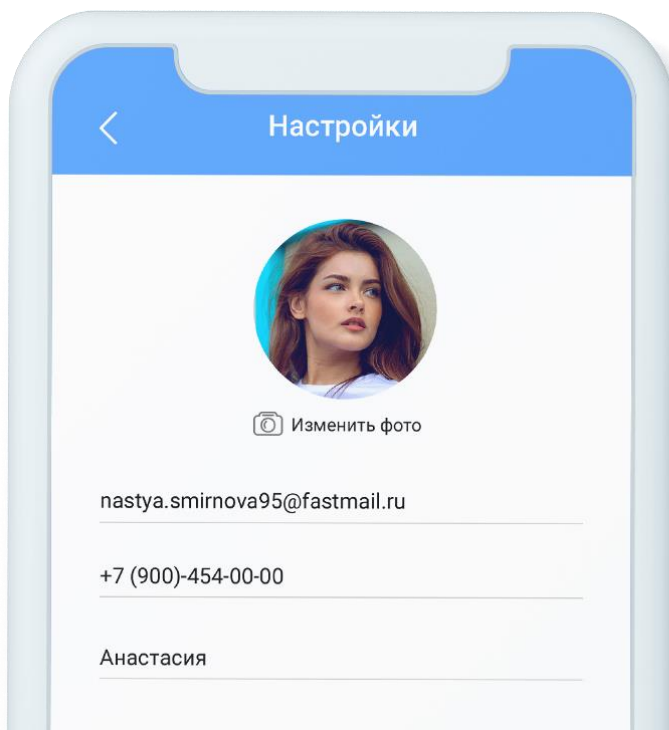 Настройки
Изменить фото
nastya.smirnova95@fastmail.ru
+7 (900)-454-00-00
Анастасия